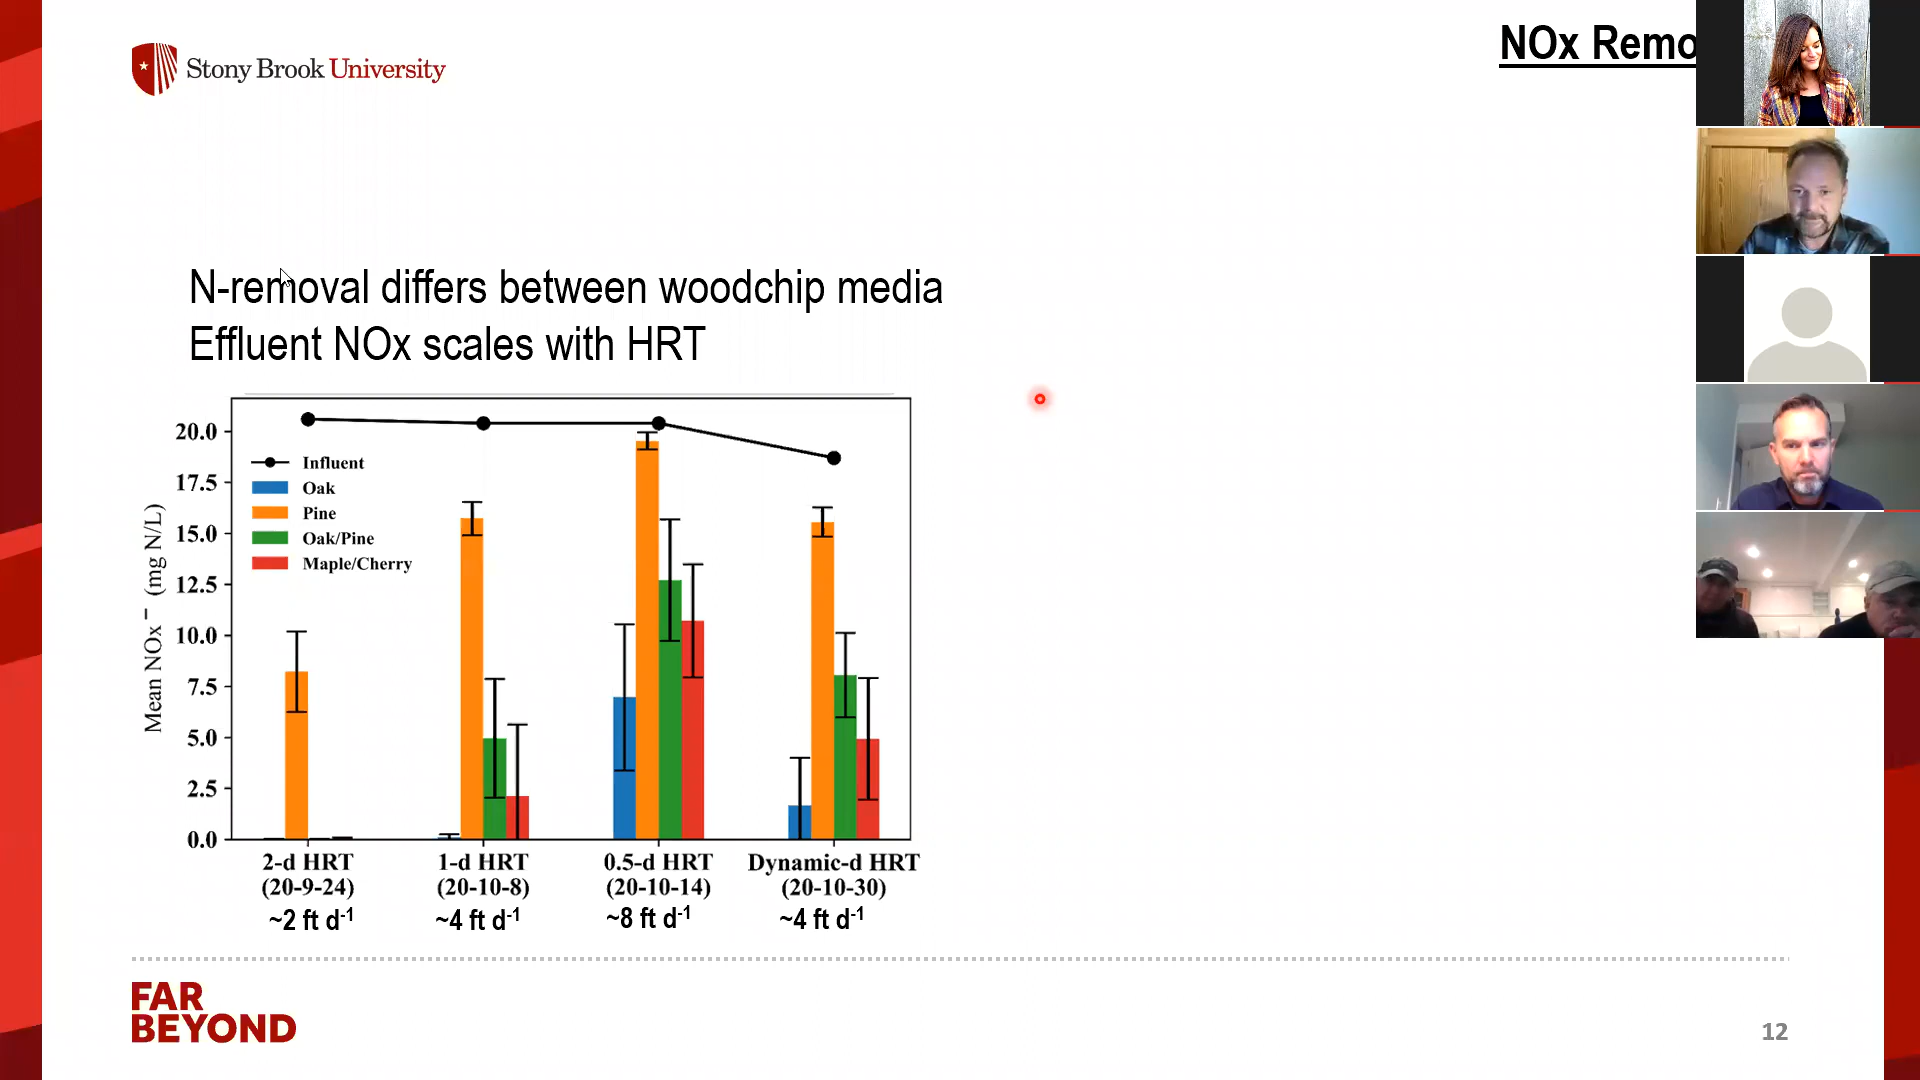 Stony Brook University
NOx Remo
N-removal differs between woodchip media
Effluent NOx scales with HRT
Mean NOx⁻ (mg N/L)
20.0
17.5
15.0
12.5
10.0
7.5
5.0
2.5
0.0
Influent
Oak
Pine
Oak/Pine
Maple/Cherry
2-d HRT 1-d HRT 0.5-d HRT Dynamic-d HRT
(20-9-24) (20-10-8) (20-10-14) (20-10-30)
~2 ft d⁻¹ ~4 ft d⁻¹ ~8 ft d⁻¹ ~4 ft d⁻¹
FAR
BEYOND
12